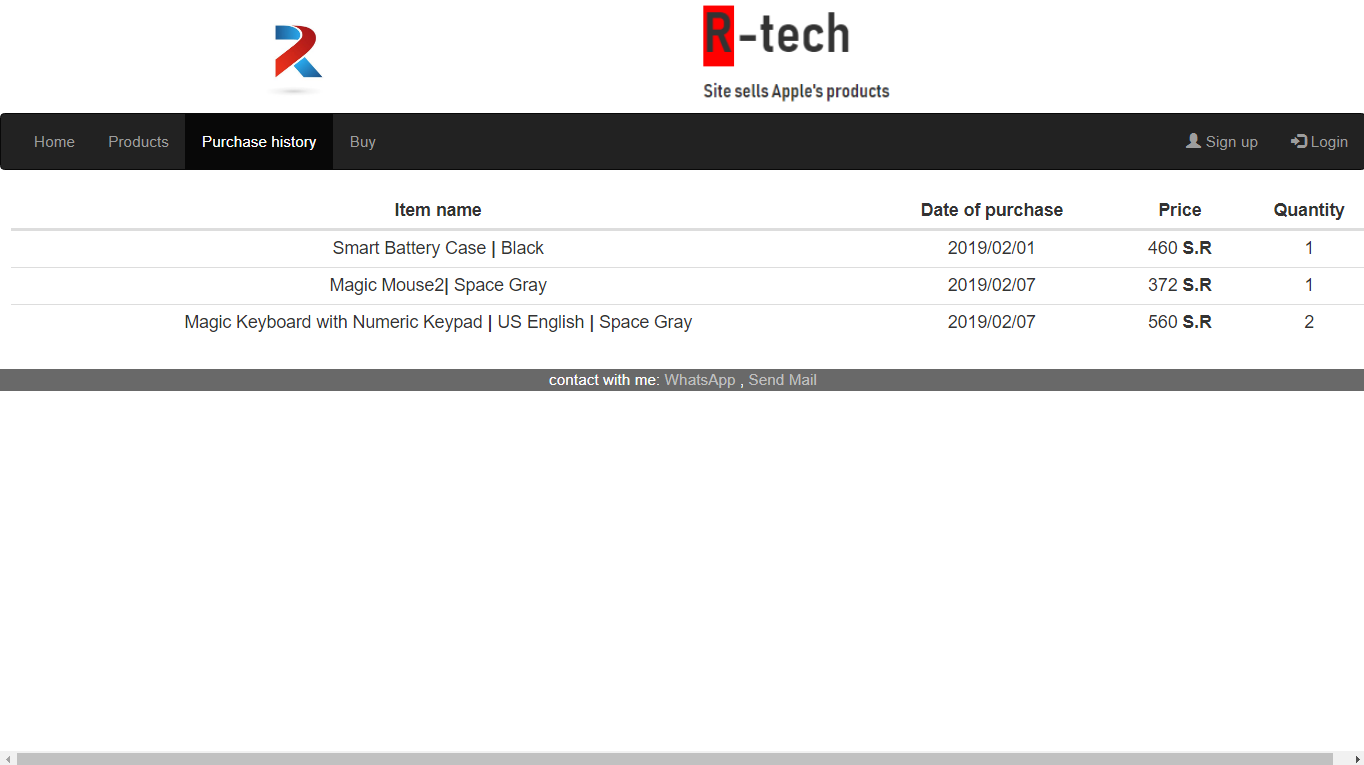 R-tech
Site sells Apple's products
Home Products Purchase history Buy Sign up Login
Item name Date of purchase Price Quantity
Smart Battery Case | Black 2019/02/01 460 S.R 1
Magic Mouse2| Space Gray 2019/02/07 372 S.R 1
Magic Keyboard with Numeric Keypad | US English | Space Gray 2019/02/07 560 S.R 2
contact with me: WhatsApp , Send Mail